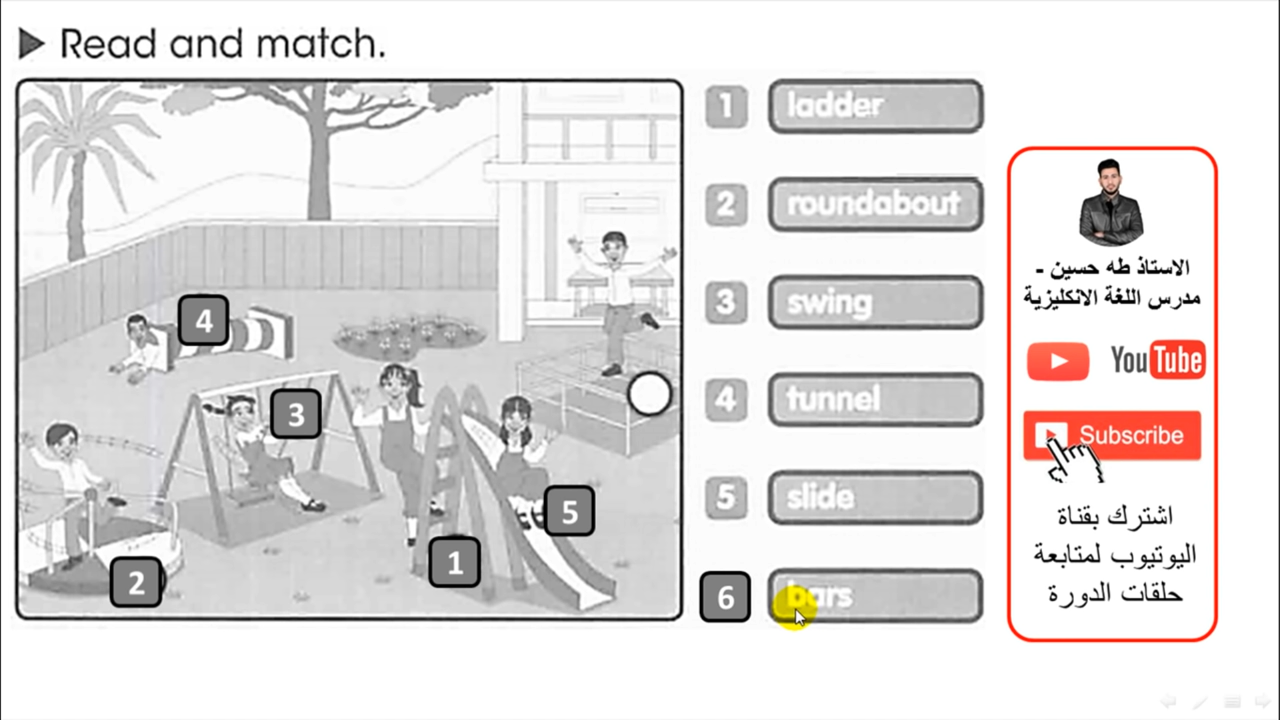 Read and match.
4
3
5
1
2
1 ladder
2 roundabout
3 swing
4 tunnel
5 slide
6 bars
الاستاذ طه حسين -
مدرس اللغة الانكليزية
YouTube
Subscribe
اشترك بقناة
اليوتيوب لمتابعة
حلقات الدورة